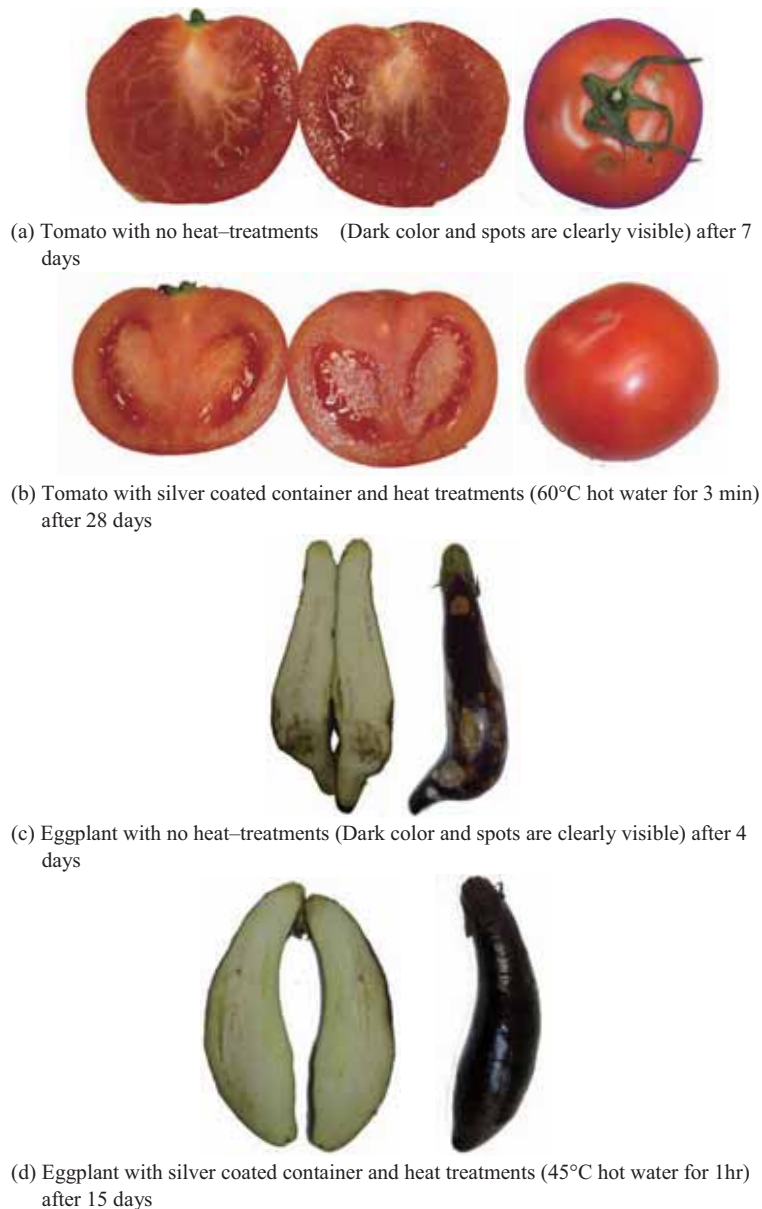 (a) Tomato with no heat–treatments (Dark color and spots are clearly visible) after 7
days
(b) Tomato with silver coated container and heat treatments (60°C hot water for 3 min)
after 28 days
(c) Eggplant with no heat–treatments (Dark color and spots are clearly visible) after 4
days
(d) Eggplant with silver coated container and heat treatments (45°C hot water for 1hr)
after 15 days